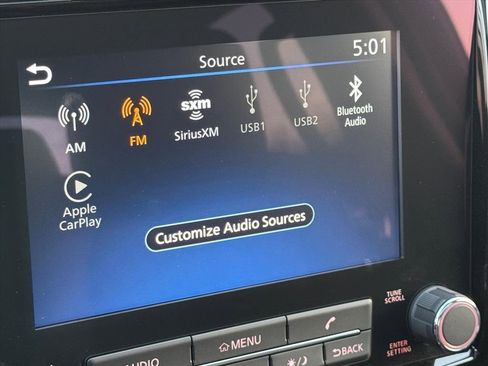 Source
5:01
AM
FM
sxm
SiriusXM
USB1
USB2
Bluetooth
Audio
Apple
CarPlay
Customize Audio Sources
TUNE
SCROLL
AUDIO
MENU
BACK
ENTER
SETTING